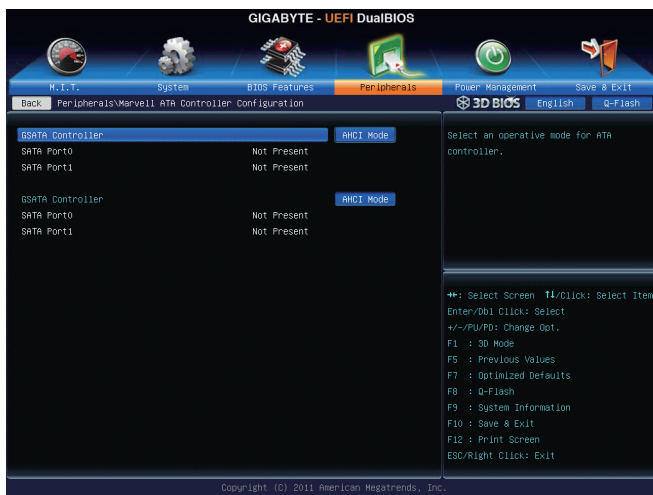 GIGABYTE - UEFI DualBIOS
M.I.T. System BIOS Features Peripherals Power Management Save & Exit
Back Peripherals\Marvell ATA Controller Configuration 3D BIOS English Q-Flash
GSATA Controller AHCI Mode
SATA Port0 Not Present
SATA Port1 Not Present
GSATA Controller AHCI Mode
SATA Port0 Not Present
SATA Port1 Not Present
Select an operative mode for ATA
controller.
→←: Select Screen ↑↓/Click: Select Item
Enter/Dbl Click: Select
+/-/PU/PD: Change Opt.
F1 : 3D Mode
F5 : Previous Values
F7 : Optimized Defaults
F8 : Q-Flash
F9 : System Information
F10 : Save & Exit
F12 : Print Screen
ESC/Right Click: Exit
Copyright (C) 2011 American Megatrends, Inc.